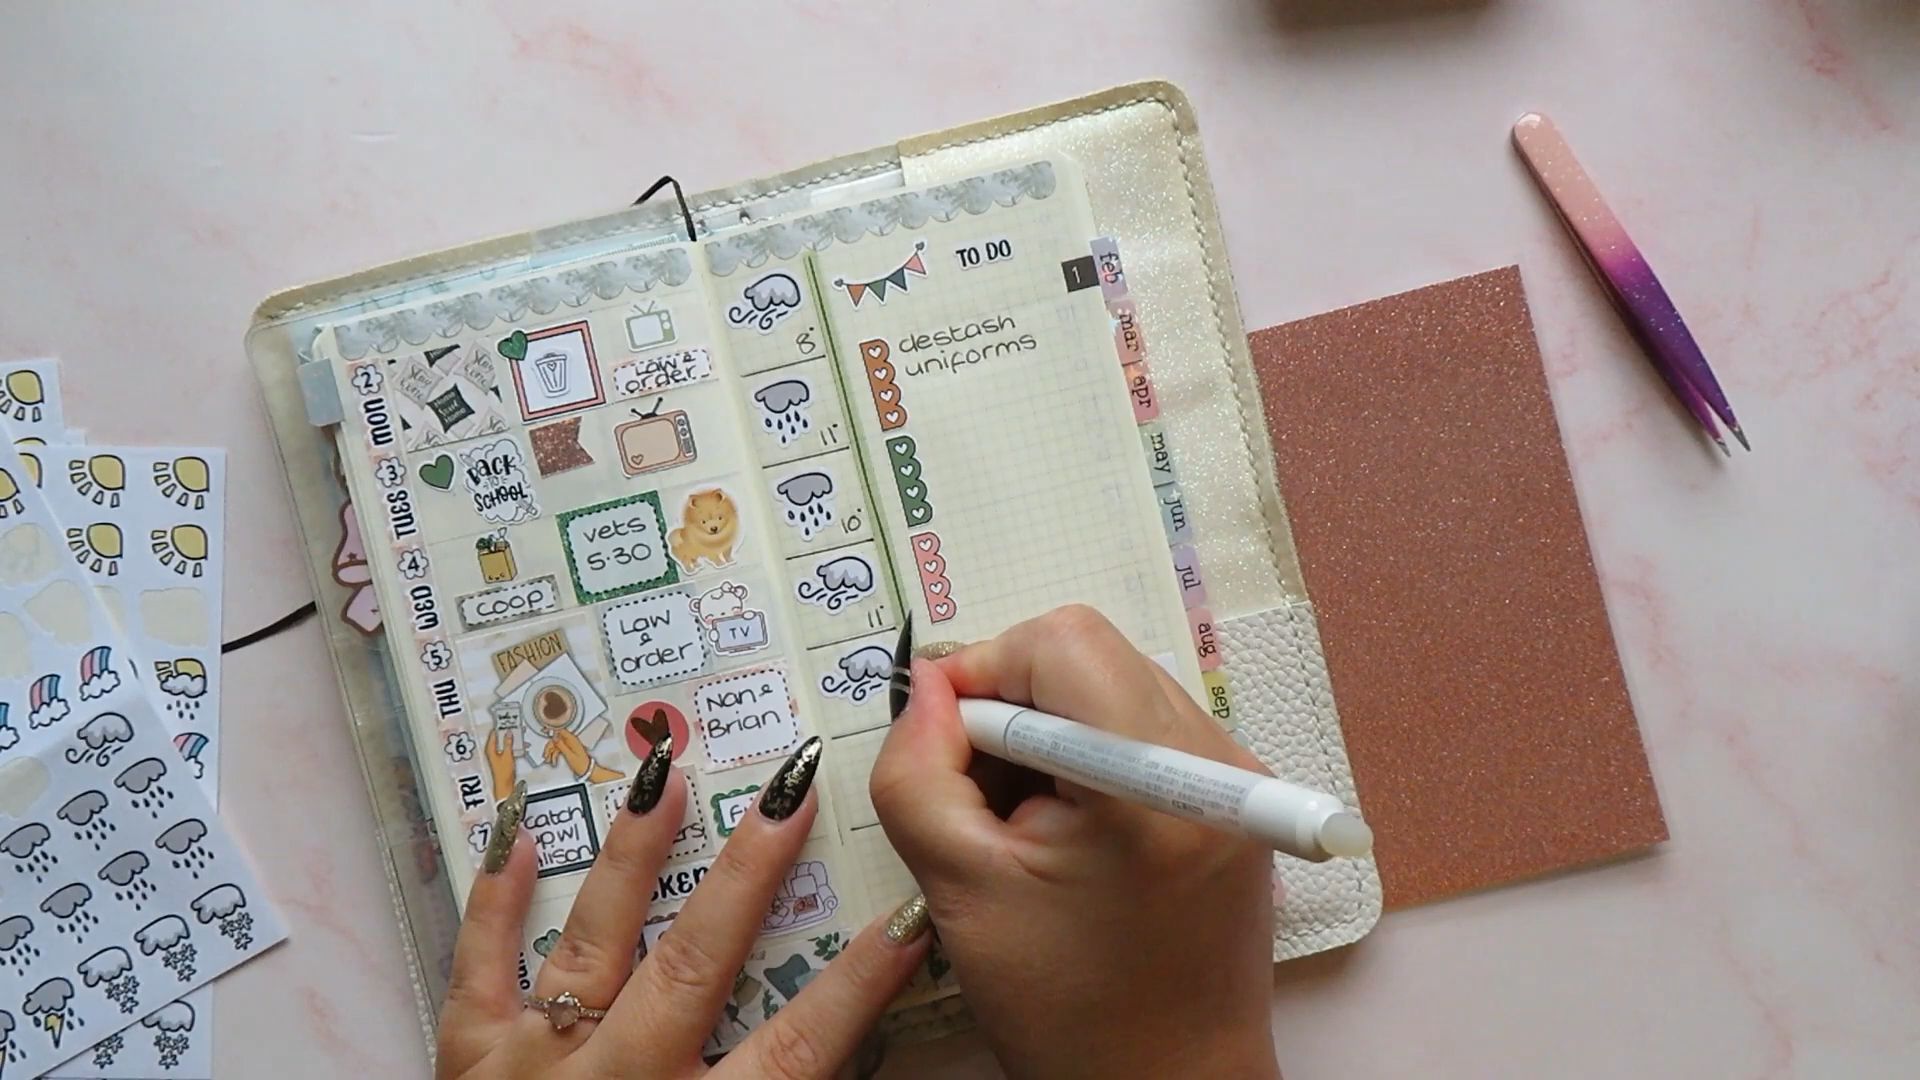 2
MON
Law &
order
3
TUES
BACK
TO
SCHOOL
4
WED
vets
5.30
coop
5
THU
Law
&
order
TV
FASHION
6
FRI
Nan &
Brian
7
catch
up w/
alison
sun
8°
11°
10°
11°
TO DO
1
destash
uniforms
feb
mar
apr
may
jun
jul
aug
sep